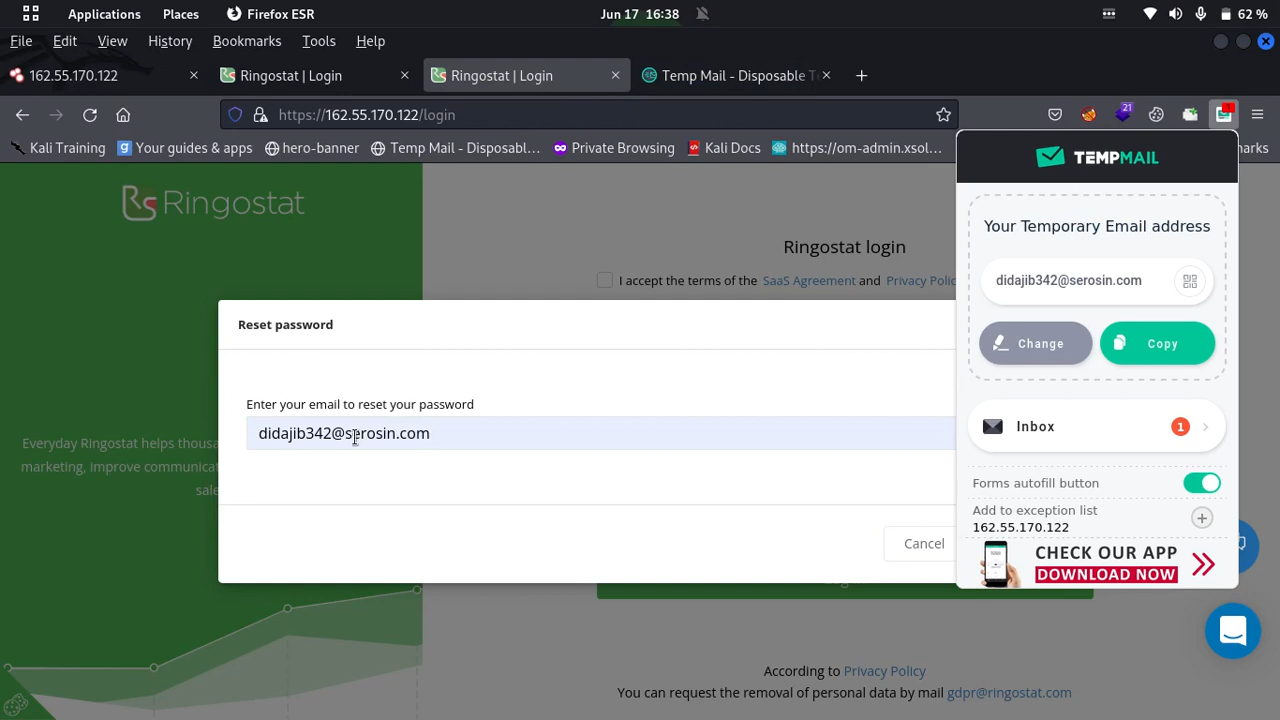 Applications Places Firefox ESR Jun 17 16:38 62 %
File Edit View History Bookmarks Tools Help
162.55.170.122 Ringostat | Login Ringostat | Login Temp Mail - Disposable T
https://162.55.170.122/login 21 1
Kali Training Your guides & apps hero-banner Temp Mail - Disposabl... Private Browsing Kali Docs https://om-admin.xsol... marks
TEMPMAIL
Ringostat
Your Temporary Email address
Ringostat login
I accept the terms of the SaaS Agreement and Privacy Polic
didajib342@serosin.com
Reset password
Change Copy
Enter your email to reset your password
didajib342@serosin.com
Inbox 1
Everyday Ringostat helps thousa
marketing, improve communicati
sale
Forms autofill button
Add to exception list
162.55.170.122
Cancel
CHECK OUR APP
DOWNLOAD NOW
According to Privacy Policy
You can request the removal of personal data by mail gdpr@ringostat.com